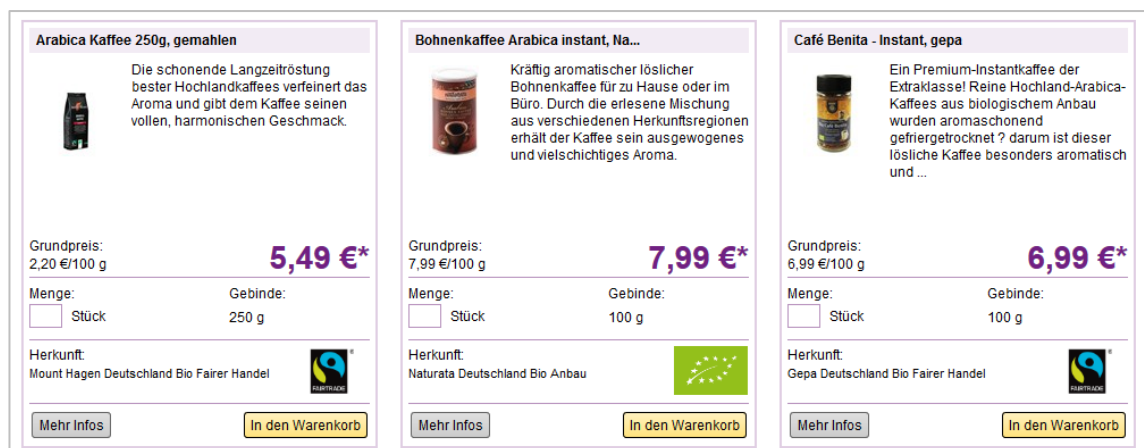 Arabica Kaffee 250g, gemahlen
Die schonende Langzeitröstung
bester Hochlandkaffees verfeinert das
Aroma und gibt dem Kaffee seinen
vollen, harmonischen Geschmack.
Grundpreis:
2,20 €/100 g
5,49 €*
Menge:
Gebinde:
Stück
250 g
Herkunft:
Mount Hagen Deutschland Bio Fairer Handel
FAIRTRADE
Mehr Infos
In den Warenkorb
Bohnenkaffee Arabica instant, Na...
Kräftig aromatischer löslicher
Bohnenkaffee für zu Hause oder im
Büro. Durch die erlesene Mischung
aus verschiedenen Herkunftsregionen
erhält der Kaffee sein ausgewogenes
und vielschichtiges Aroma.
Grundpreis:
7,99 €/100 g
7,99 €*
Menge:
Gebinde:
Stück
100 g
Herkunft:
Naturata Deutschland Bio Anbau
Mehr Infos
In den Warenkorb
Café Benita - Instant, gepa
Ein Premium-Instantkaffee der
Extraklasse! Reine Hochland-Arabica-
Kaffees aus biologischem Anbau
wurden aromaschonend
gefriergetrocknet ? darum ist dieser
lösliche Kaffee besonders aromatisch
und ...
Grundpreis:
6,99 €/100 g
6,99 €*
Menge:
Gebinde:
Stück
100 g
Herkunft:
Gepa Deutschland Bio Fairer Handel
FAIRTRADE
Mehr Infos
In den Warenkorb